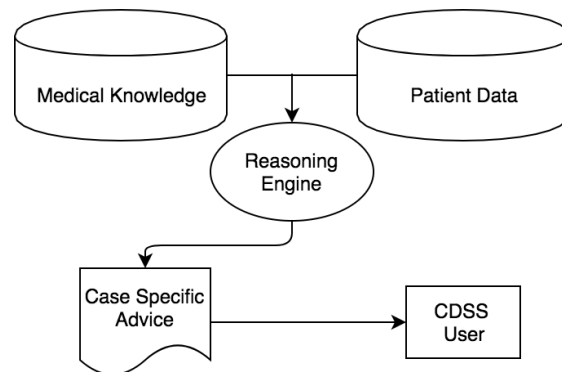 Medical Knowledge
Patient Data
Reasoning
Engine
Case Specific
Advice
CDSS
User